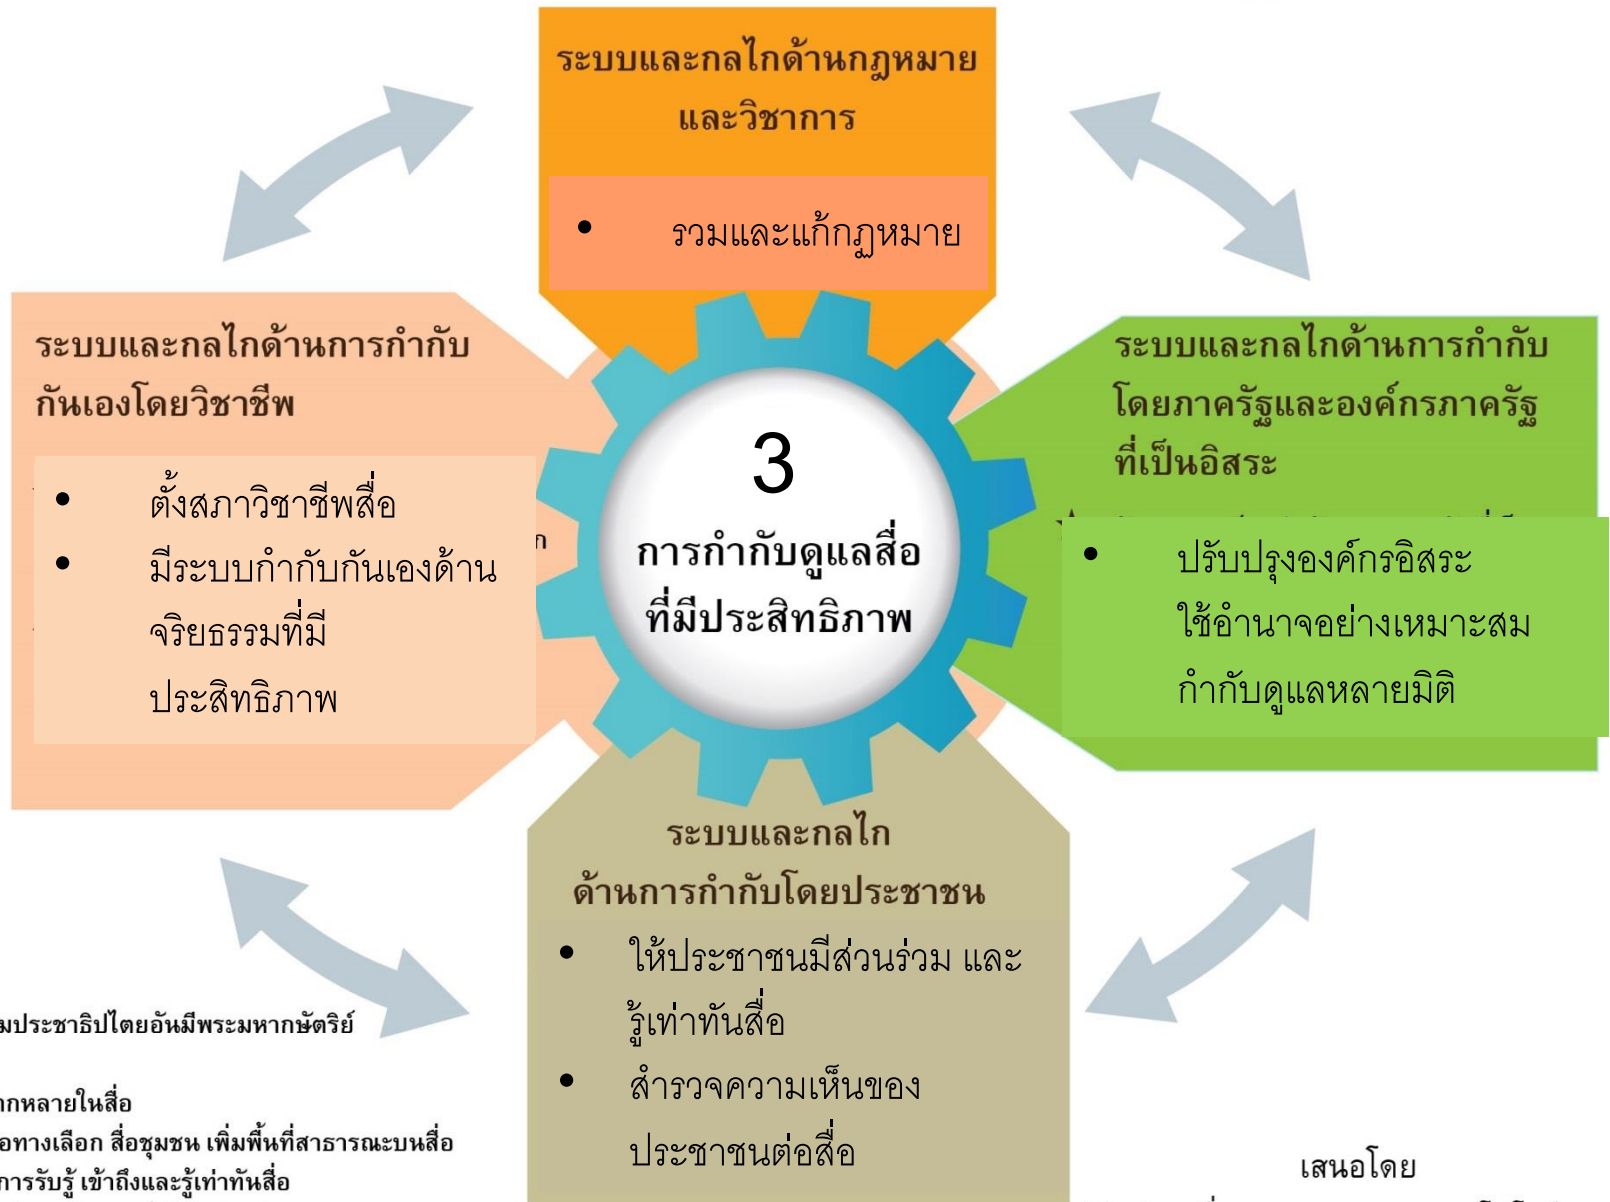 ระบบและกลไกด้านกฎหมาย
และวิชาการ
• รวมและแก้กฏหมาย
ระบบและกลไกด้านการกำกับ
กันเองโดยวิชาชีพ
• ตั้งสภาวิชาชีพสื่อ
• มีระบบกำกับกันเองด้าน
จริยธรรมที่มี
ประสิทธิภาพ
3
การกำกับดูแลสื่อ
ที่มีประสิทธิภาพ
ระบบและกลไกด้านการกำกับ
โดยภาครัฐและองค์กรภาครัฐ
ที่เป็นอิสระ
• ปรับปรุงองค์กรอิสระ
ใช้อำนาจอย่างเหมาะสม
กำกับดูแลหลายมิติ
ระบบและกลไก
ด้านการกำกับโดยประชาชน
• ให้ประชาชนมีส่วนร่วม และ
รู้เท่าทันสื่อ
• สำรวจความเห็นของ
ประชาชนต่อสื่อ
มประชาธิปไตยอันมีพระมหากษัตริย์
ากหลายในสื่อ
อทางเลือก สื่อชุมชน เพิ่มพื้นที่สาธารณะบนสื่อ
การรับรู้ เข้าถึงและรู้เท่าทันสื่อ
เสนอโดย